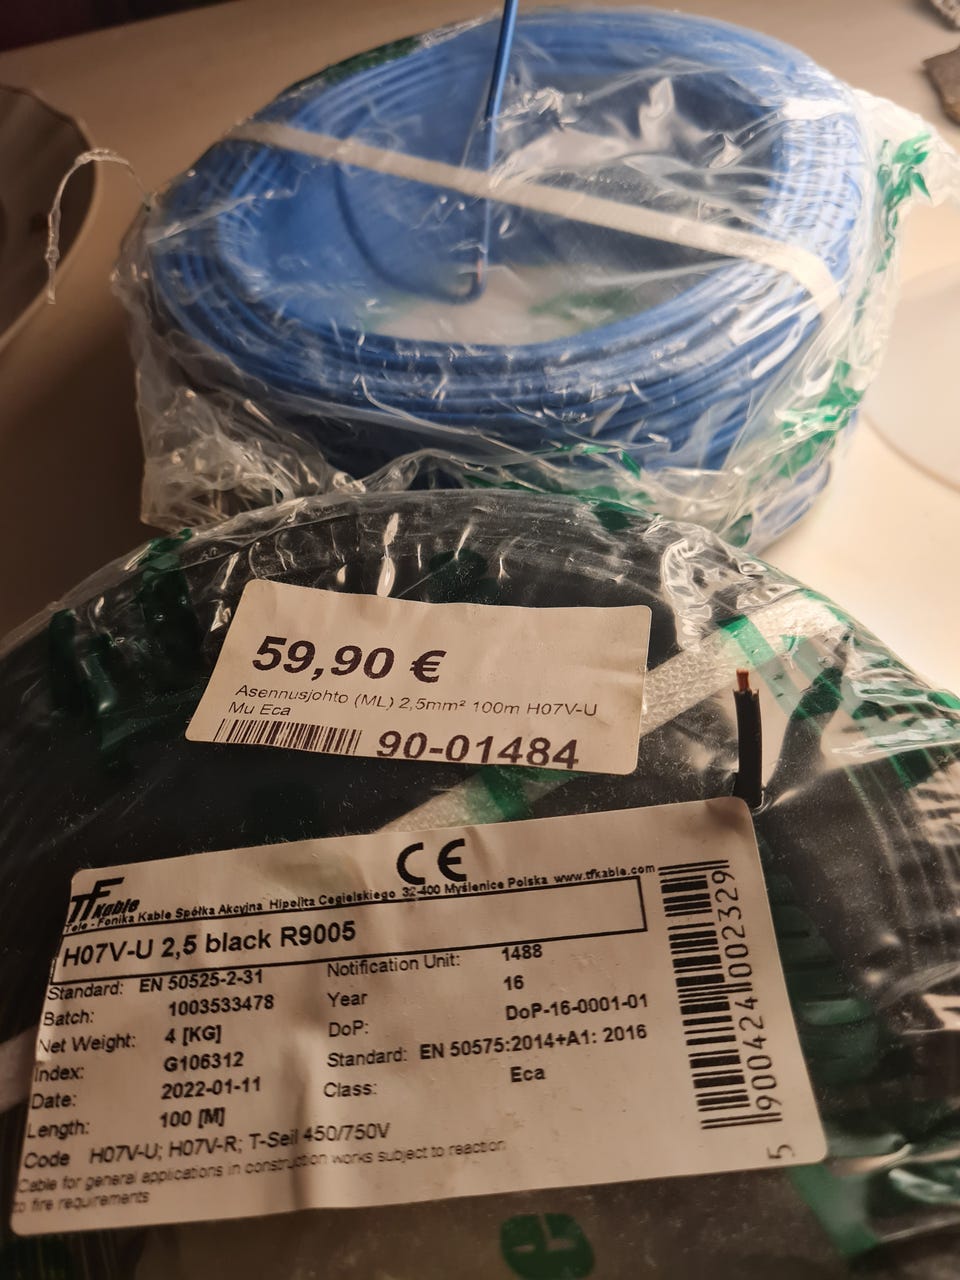 59,90 €
Asennusjohto (ML) 2,5mm² 100m H07V-U
Mu Eca
90-01484
CE
TF Kable
Tele - Fonika Kable Spółka Akcyjna Hipolita Cegielskiego 32-400 Myślenice Polska www.tfkable.com
H07V-U 2,5 black R9005
Standard: EN 50525-2-31
Batch: 1003533478
Net Weight: 4 [KG]
Index: G106312
Date: 2022-01-11
Length: 100 [M]
Notification Unit: 1488
Year 16
DoP: DoP-16-0001-01
Standard: EN 50575:2014+A1: 2016
Class: Eca
Code H07V-U; H07V-R; T-Seil 450/750V
Cable for general applications in construction works subject to reaction
to fire requirements
5 900424 002329